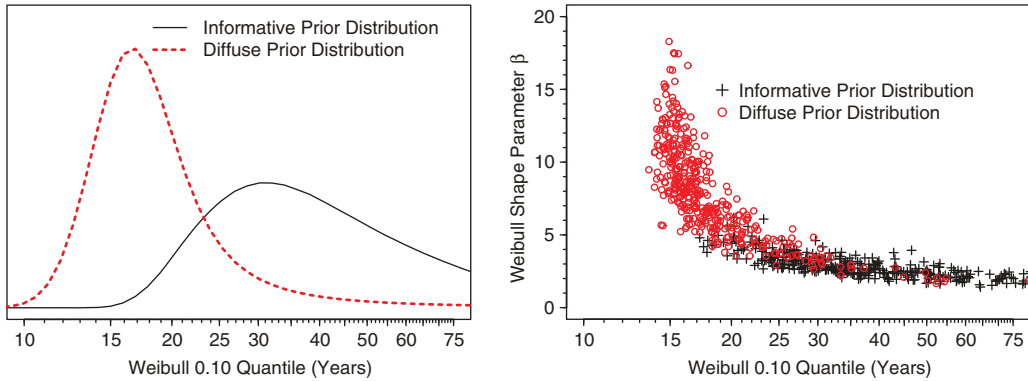 Informative Prior Distribution
Diffuse Prior Distribution
10 15 20 30 40 50 60 75
Weibull 0.10 Quantile (Years)
Weibull Shape Parameter β
20
15
10
5
0
Informative Prior Distribution
Diffuse Prior Distribution
10 15 20 25 30 40 50 60 75
Weibull 0.10 Quantile (Years)